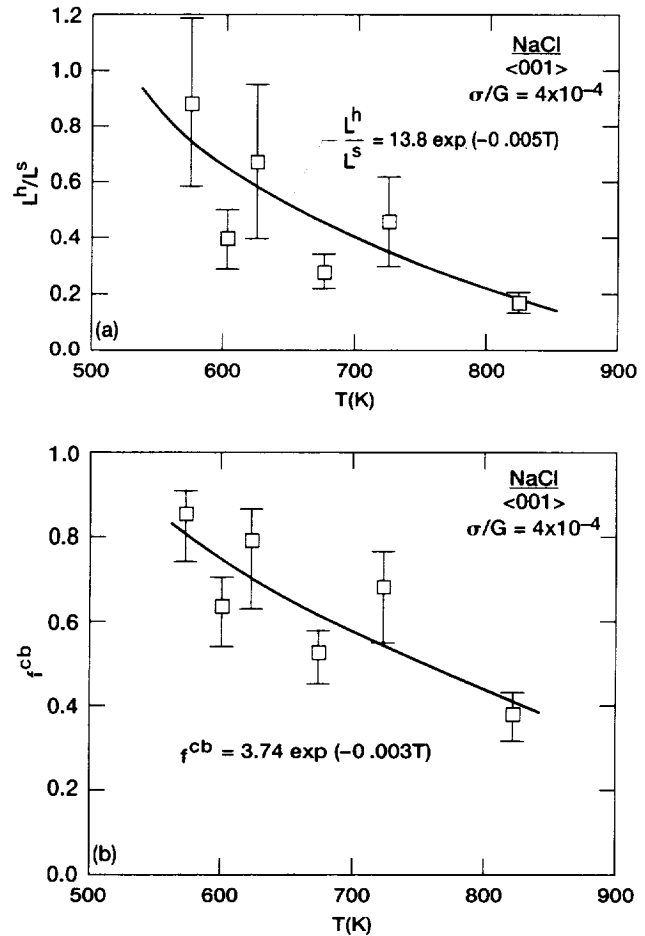 1.2
1.0
0.8
0.6
0.4
0.2
0.0
L^h/L^s
NaCl
<001>
σ/G = 4x10^–4
L^h/L^s = 13.8 exp (–0.005T)
(a)
500 600 700 800 900
T(K)
1.0
0.8
0.6
0.4
0.2
0.0
f^cb
NaCl
<001>
σ/G = 4x10^–4
f^cb = 3.74 exp (–0.003T)
(b)
500 600 700 800 900
T(K)